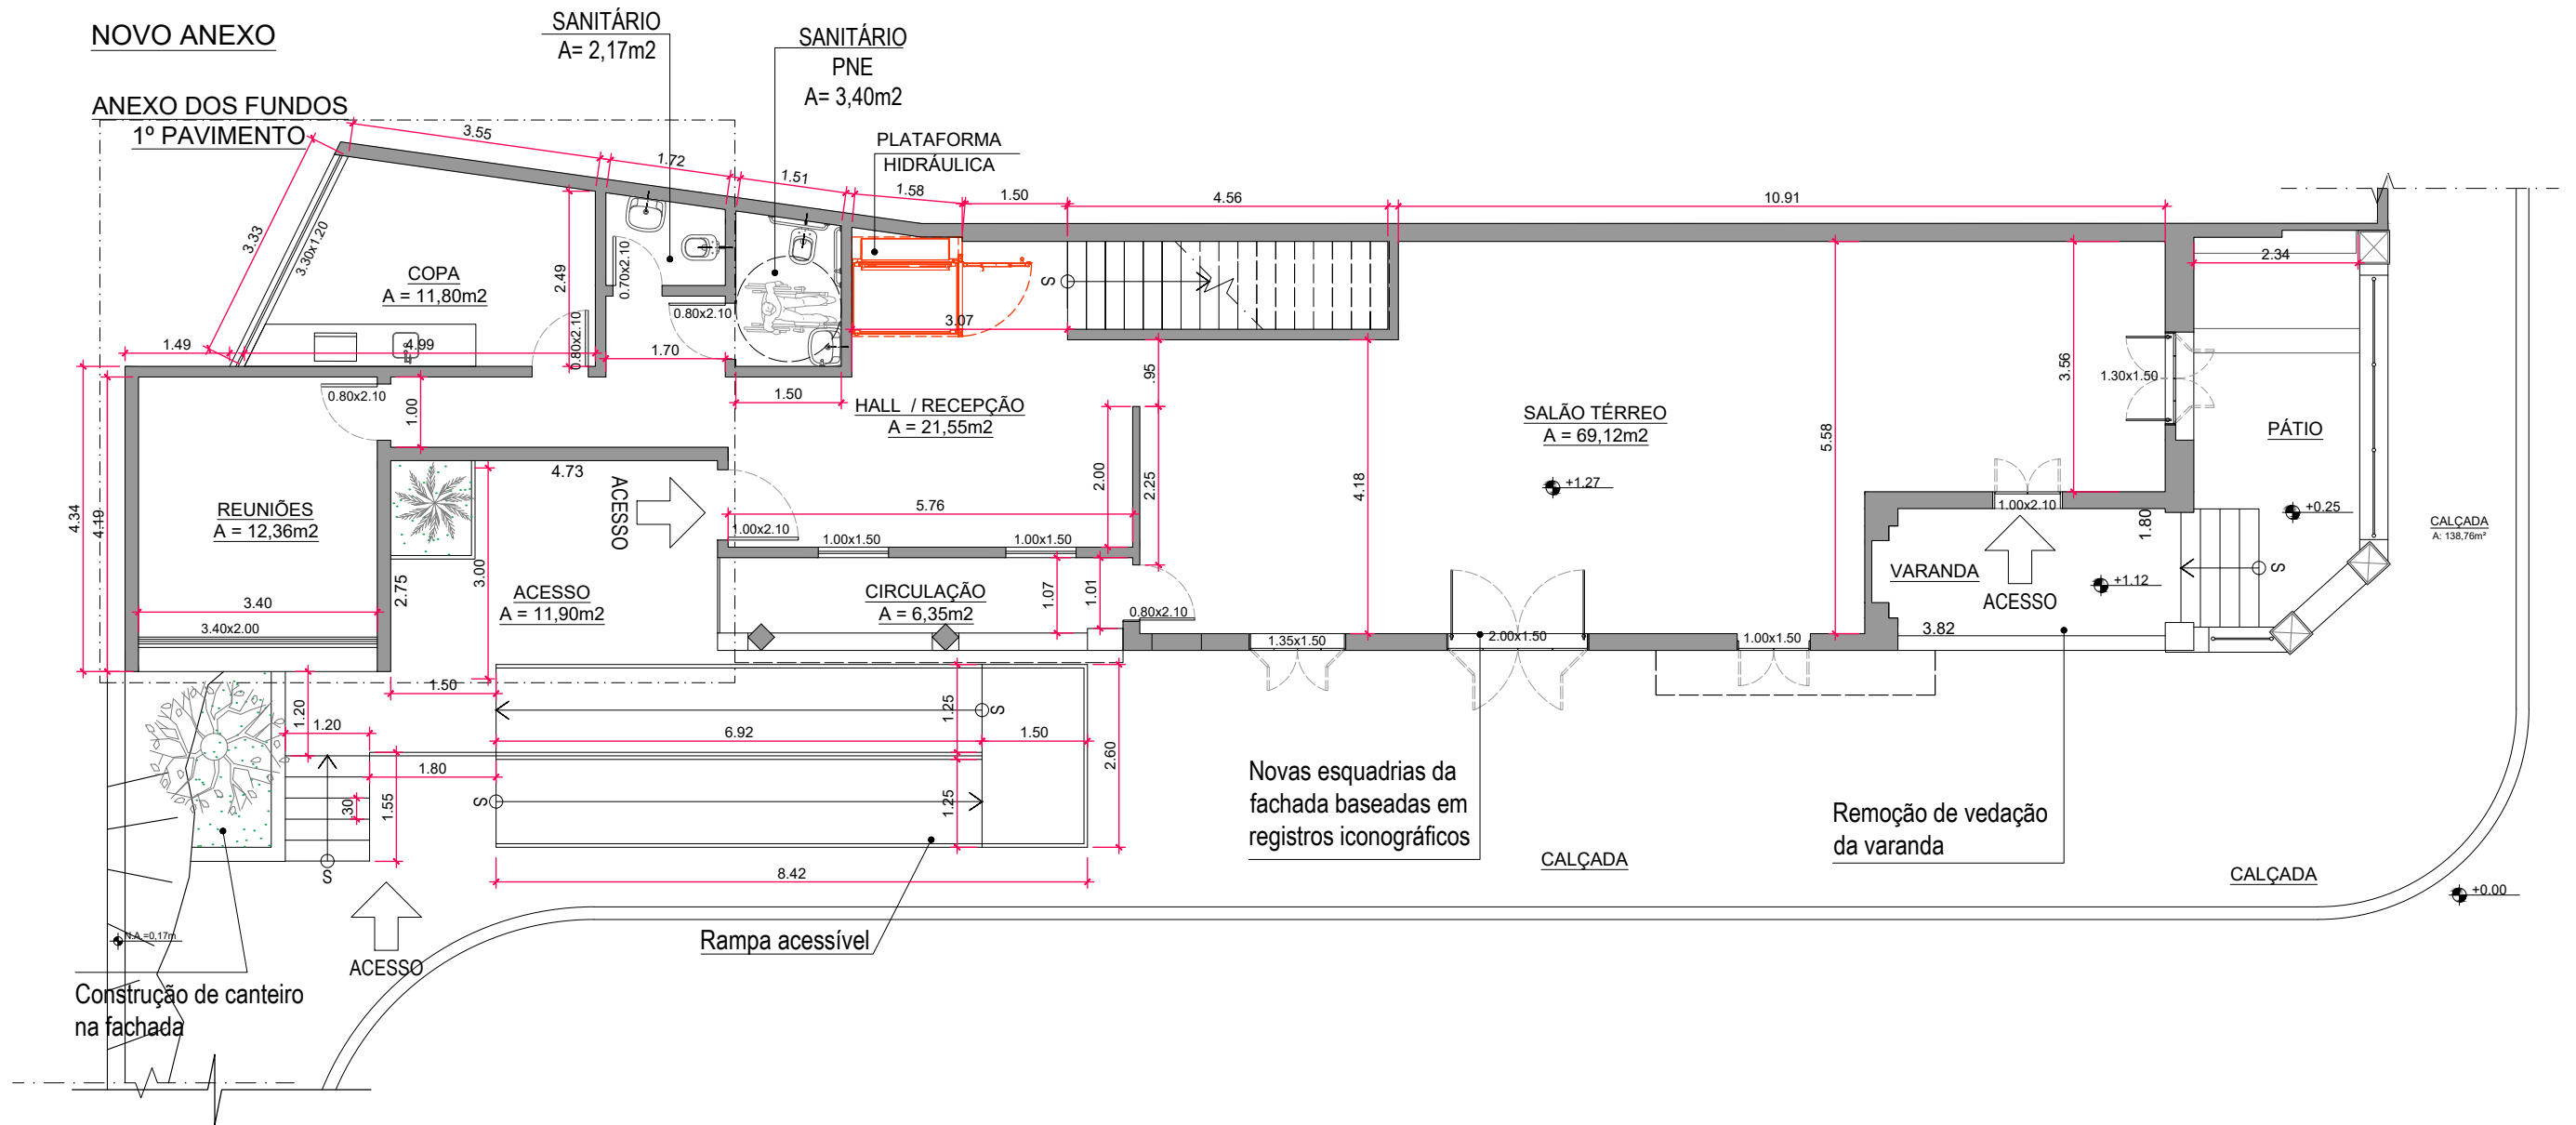 NOVO ANEXO
SANITÁRIO
A= 2,17m2
SANITÁRIO
PNE
A= 3,40m2
ANEXO DOS FUNDOS
1º PAVIMENTO
PLATAFORMA
HIDRÁULICA
3.55
1.72
1.51
1.58
1.50
4.56
10.91
3.33
3.30x1.20
COPA
A = 11,80m2
2.49
0.70x2.10
0.80x2.10
0.80x2.10
3.07
S
2.34
1.49
4.99
1.70
1.50
0.80x2.10
1.00
.95
HALL / RECEPÇÃO
A = 21,55m2
SALÃO TÉRREO
A = 69,12m2
3.56
5.58
4.18
1.30x1.50
PÁTIO
4.34
4.19
4.73
ACESSO
2.00
2.25
+1.27
REUNIÕES
A = 12,36m2
5.76
1.00x2.10
1.00x1.50
1.00x1.50
1.00x2.10
1.80
+0.25
CALÇADA
A: 138,76m²
3.00
2.75
ACESSO
A = 11,90m2
CIRCULAÇÃO
A = 6,35m2
1.07
1.01
0.80x2.10
VARANDA
+1.12
ACESSO
S
3.40
3.40x2.00
1.35x1.50
2.00x1.50
1.00x1.50
3.82
1.50
1.20
1.20
1.25
S
6.92
1.50
2.60
1.80
1.55
.30
S
1.25
S
8.42
Novas esquadrias da
fachada baseadas em
registros iconográficos
Remoção de vedação
da varanda
CALÇADA
CALÇADA
+0.00
N.A.=0,17m
ACESSO
Rampa acessível
Construção de canteiro
na fachada